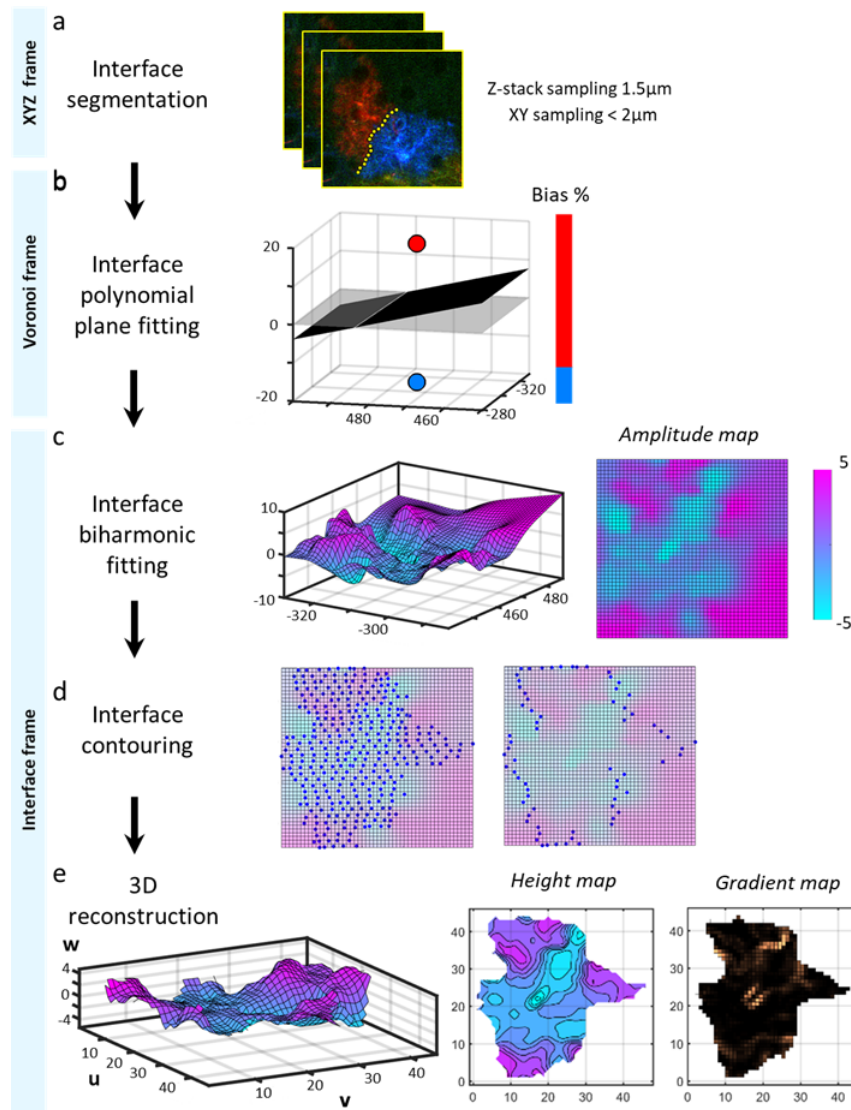 a
XYZ frame
Interface
segmentation
Z-stack sampling 1.5µm
XY sampling < 2µm
b
Voronoi frame
Interface
polynomial
plane fitting
Bias %
20
0
-20
480
460
-280
-320
c
Interface frame
Interface
biharmonic
fitting
10
0
-10
-320
-300
460
480
Amplitude map
5
-5
d
Interface
contouring
e
3D
reconstruction
w
4
2
0
-2
-4
10
20
30
40
u
10
20
30
40
v
Height map
40
30
20
10
0
0
10
20
30
40
Gradient map
40
30
20
10
0
0
10
20
30
40